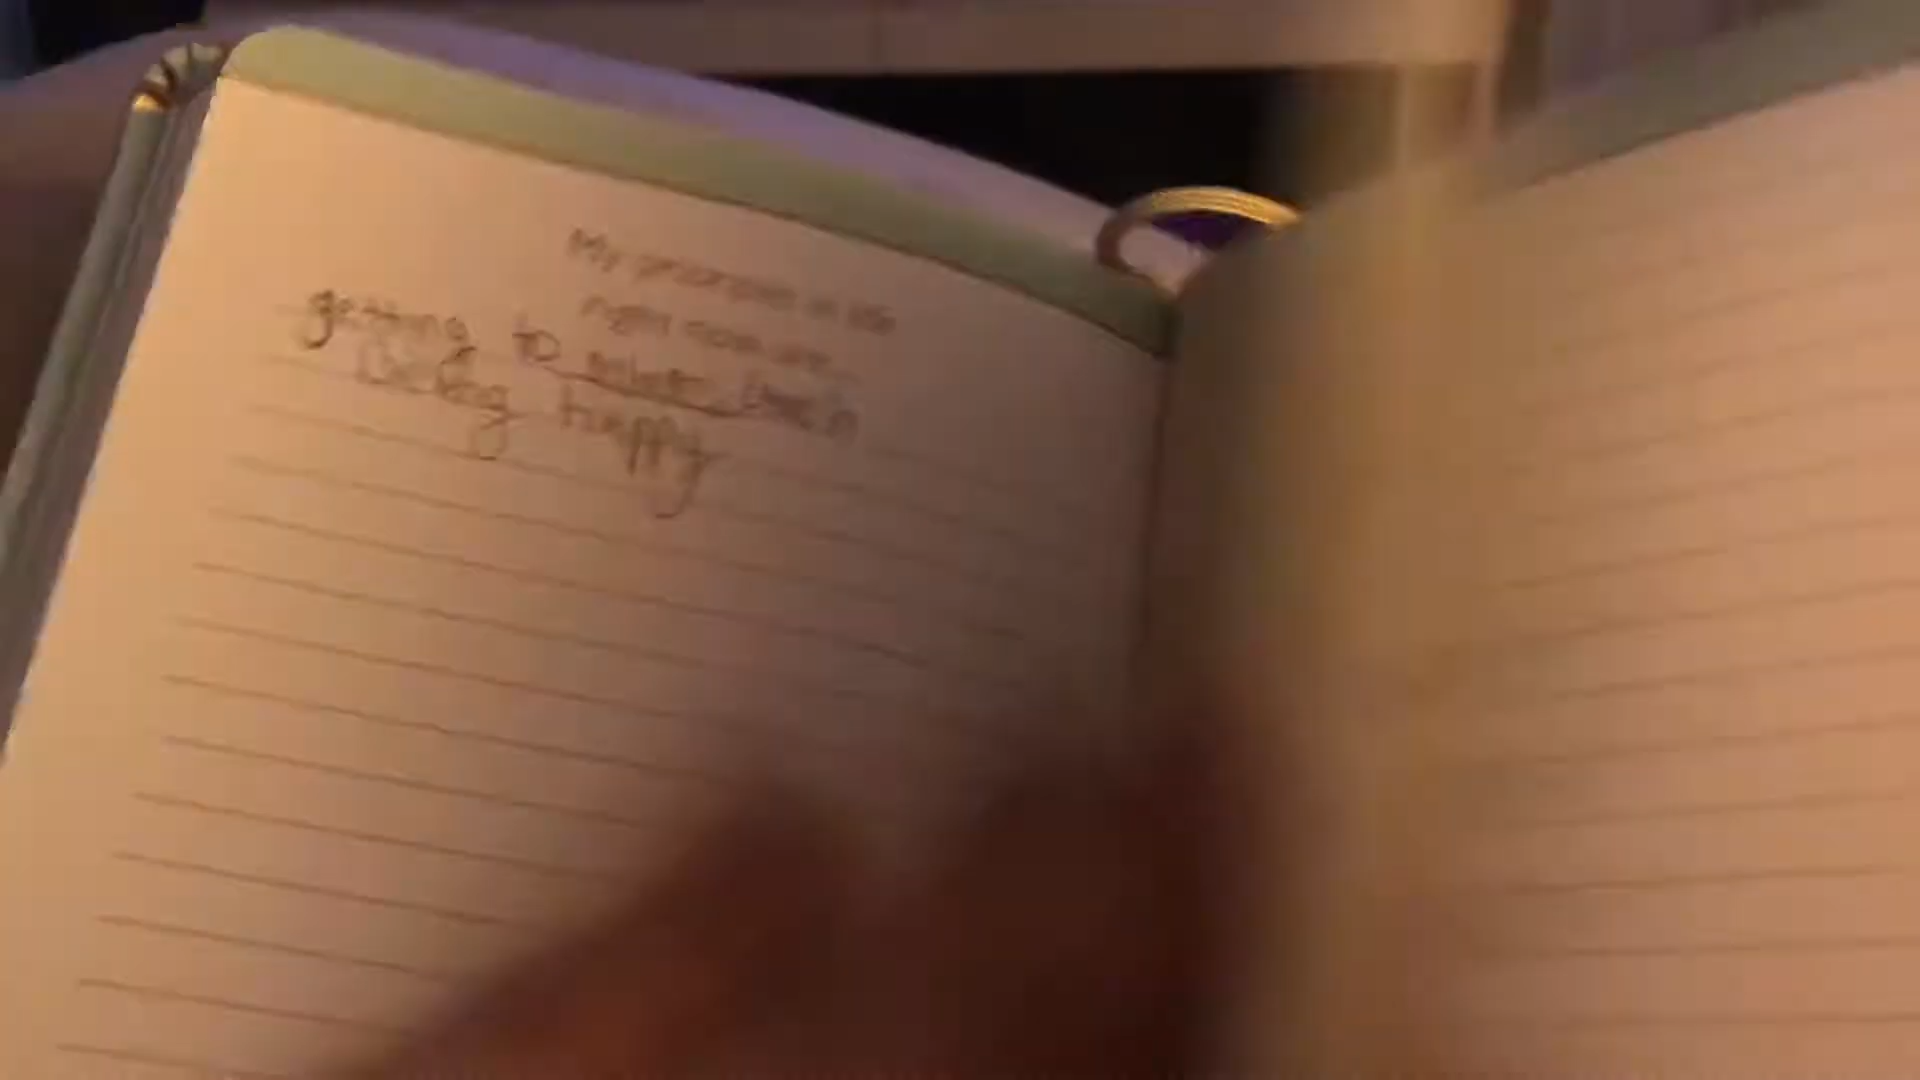 My priorities in life
right now are...
getting to
being happy